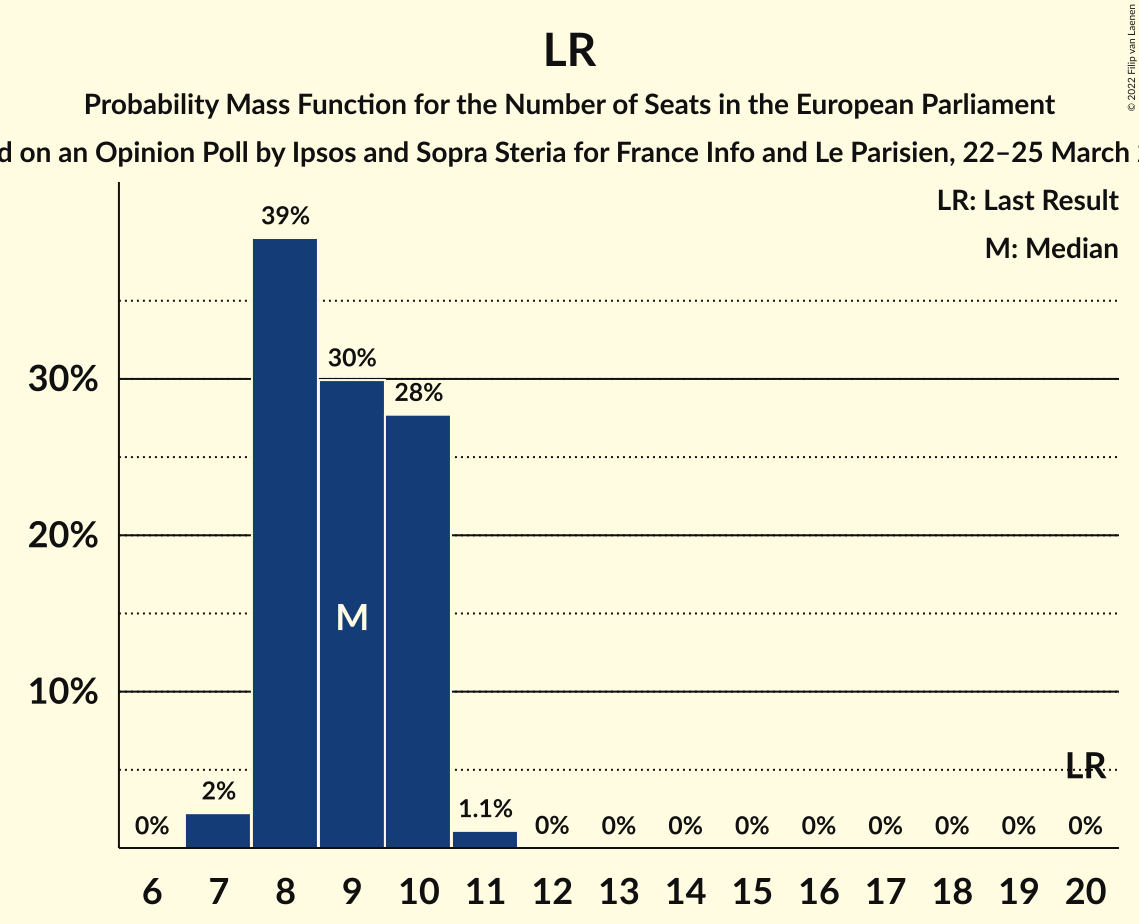 LR
© 2022 Filip van Laenen
Probability Mass Function for the Number of Seats in the European Parliament
on an Opinion Poll by Ipsos and Sopra Steria for France Info and Le Parisien, 22–25 March
LR: Last Result
M: Median
39%
30%
28%
30%
20%
10%
M
LR
0% 2% 1.1% 0% 0% 0% 0% 0% 0% 0% 0% 0%
6 7 8 9 10 11 12 13 14 15 16 17 18 19 20